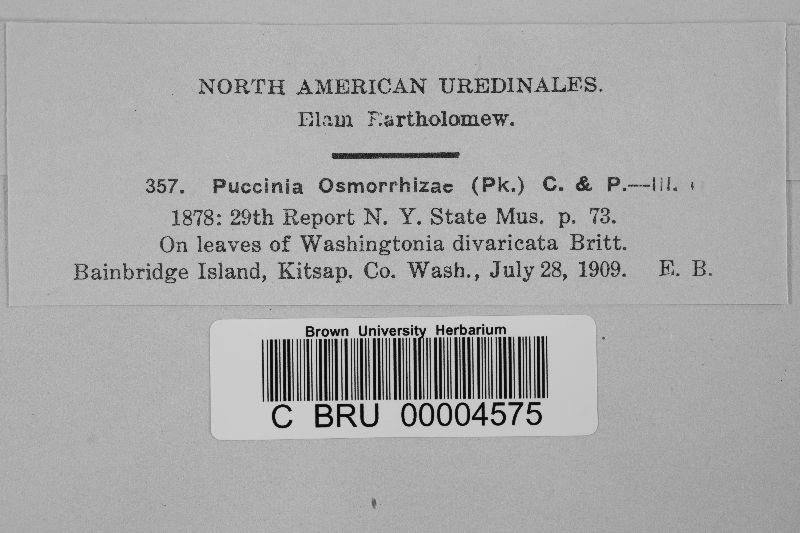 NORTH AMERICAN UREDINALES.
Elam Bartholomew.
357. Puccinia Osmorrhizae (Pk.) C. & P.—III.
1878: 29th Report N. Y. State Mus. p. 73.
On leaves of Washingtonia divaricata Britt.
Bainbridge Island, Kitsap. Co. Wash., July 28, 1909. E. B.
Brown University Herbarium
C BRU 00004575